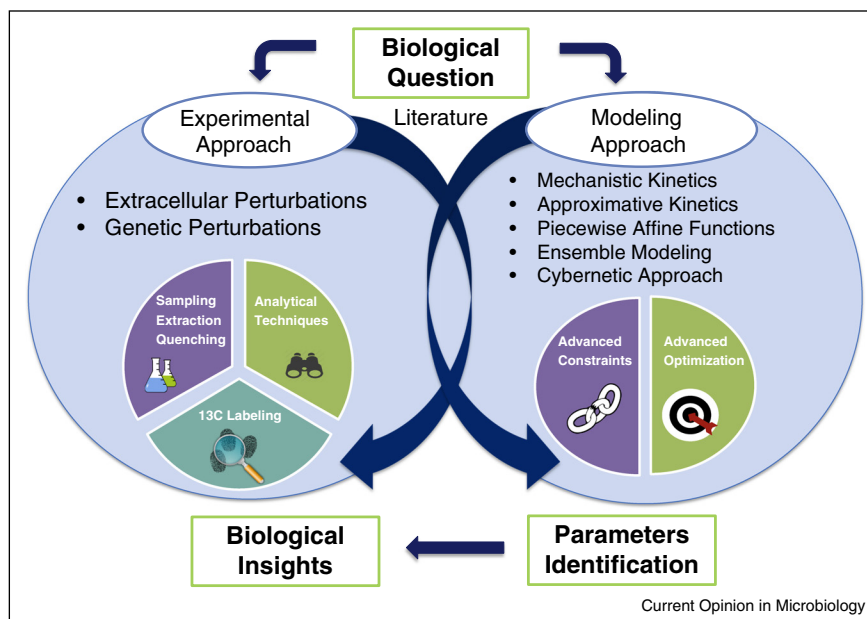 Biological
Question
Experimental
Approach
Literature
Modeling
Approach
• Extracellular Perturbations
• Genetic Perturbations
• Mechanistic Kinetics
• Approximative Kinetics
• Piecewise Affine Functions
• Ensemble Modeling
• Cybernetic Approach
Sampling
Extraction
Quenching
Analytical
Techniques
13C Labeling
Advanced
Constraints
Advanced
Optimization
Biological
Insights
Parameters
Identification
Current Opinion in Microbiology